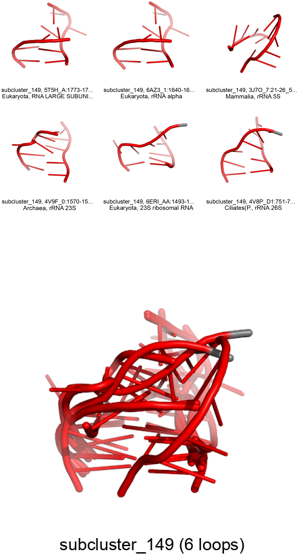 subcluster_149, 5T5H_A:1773-17...
Eukaryota, RNA LARGE SUBUNI...
subcluster_149, 6AZ3_1:1640-16...
Eukaryota, rRNA alpha
subcluster_149, 3J7O_7:21-26_5...
Mammalia, rRNA 5S
subcluster_149, 4V9F_0:1570-15...
Archaea, rRNA 23S
subcluster_149, 6ERI_AA:1493-1...
Eukaryota, 23S ribosomal RNA
subcluster_149, 4V8P_D1:751-7...
Ciliates(P., rRNA 26S
subcluster_149 (6 loops)